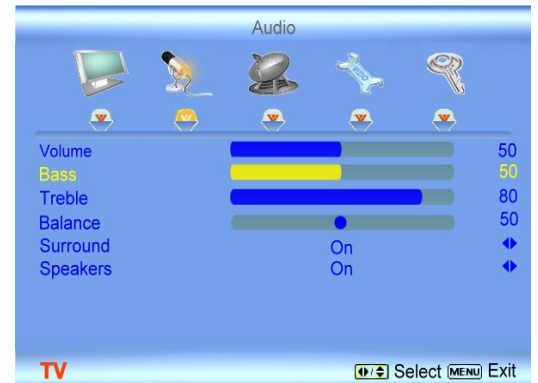 Audio
Volume 50
Bass 50
Treble 80
Balance 50
Surround On
Speakers On
TV Select MENU Exit